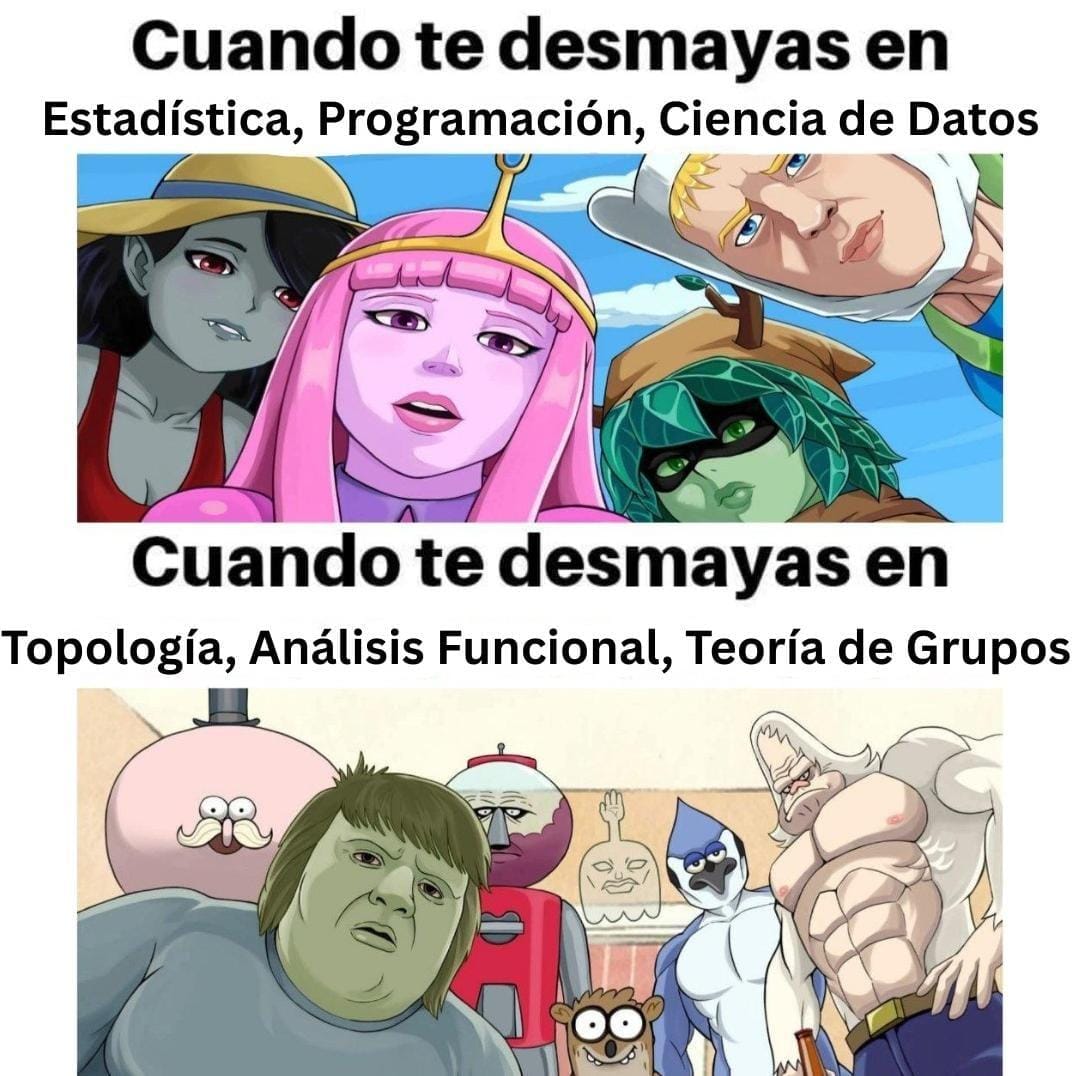 Cuando te desmayas en
Estadística, Programación, Ciencia de Datos
Cuando te desmayas en
Topología, Análisis Funcional, Teoría de Grupos